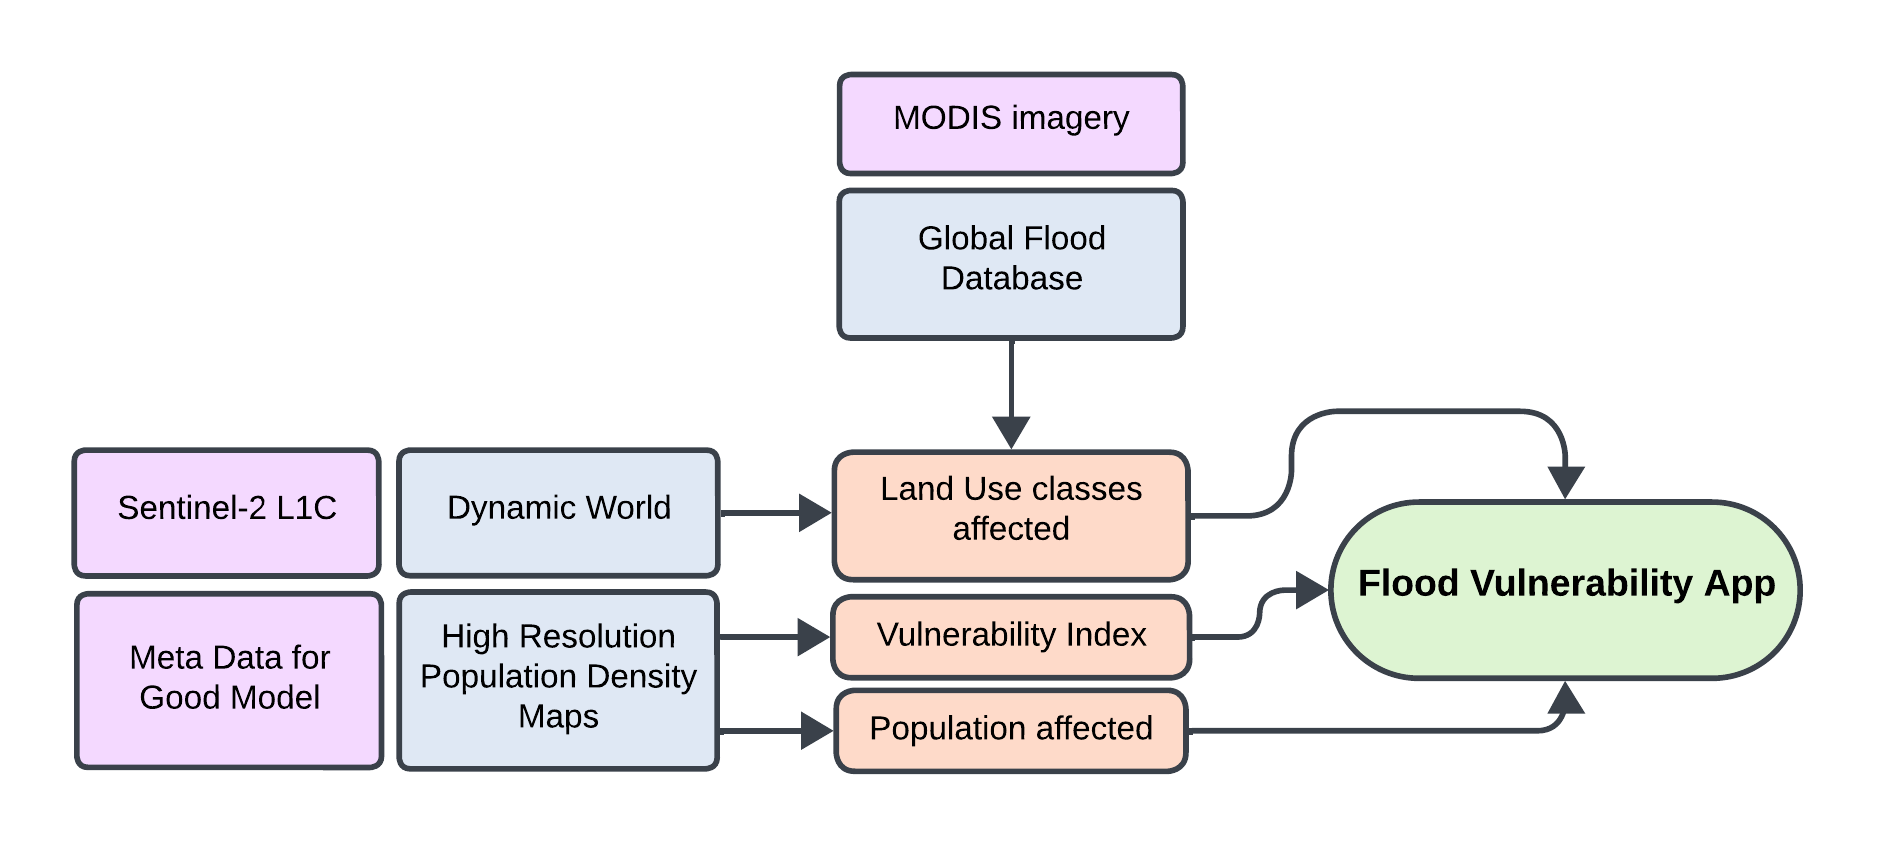 MODIS imagery
Global Flood
Database
Sentinel-2 L1C
Dynamic World
Land Use classes
affected
Meta Data for
Good Model
High Resolution
Population Density
Maps
Vulnerability Index
Population affected
Flood Vulnerability App